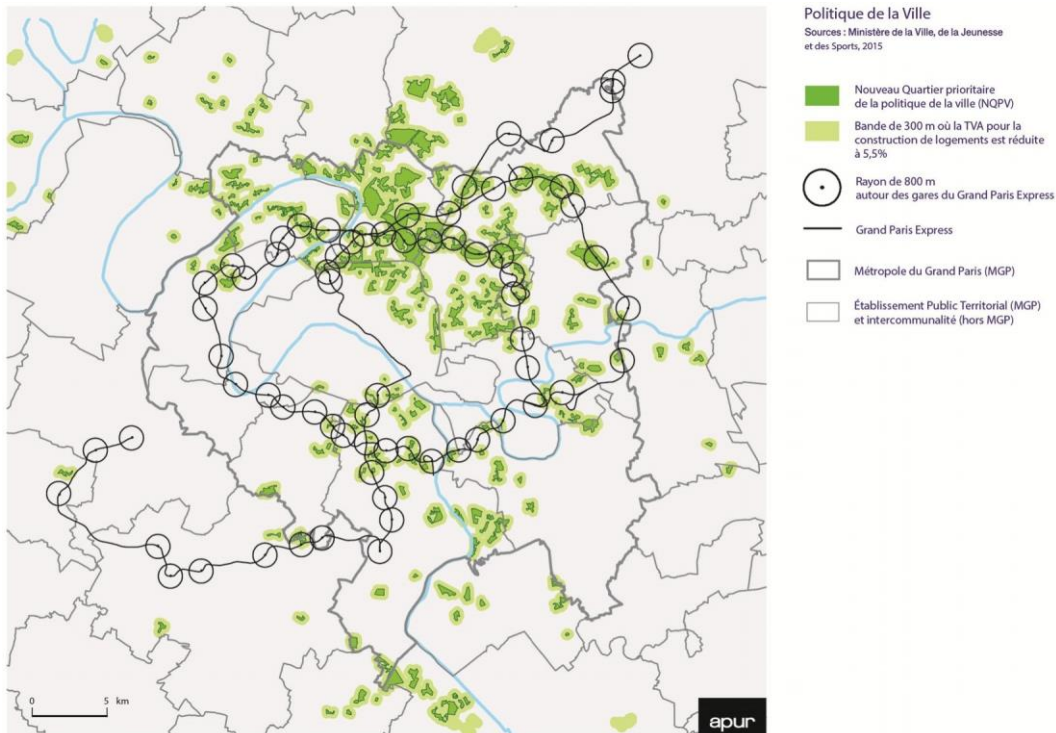 Politique de la Ville
Sources : Ministère de la Ville, de la Jeunesse
et des Sports, 2015
Nouveau Quartier prioritaire
de la politique de la ville (NQPV)
Bande de 300 m où la TVA pour la
construction de logements est réduite
à 5,5%
Rayon de 800 m
autour des gares du Grand Paris Express
Grand Paris Express
Métropole du Grand Paris (MGP)
Établissement Public Territorial (MGP)
et intercommunalité (hors MGP)
0 5 km
apur